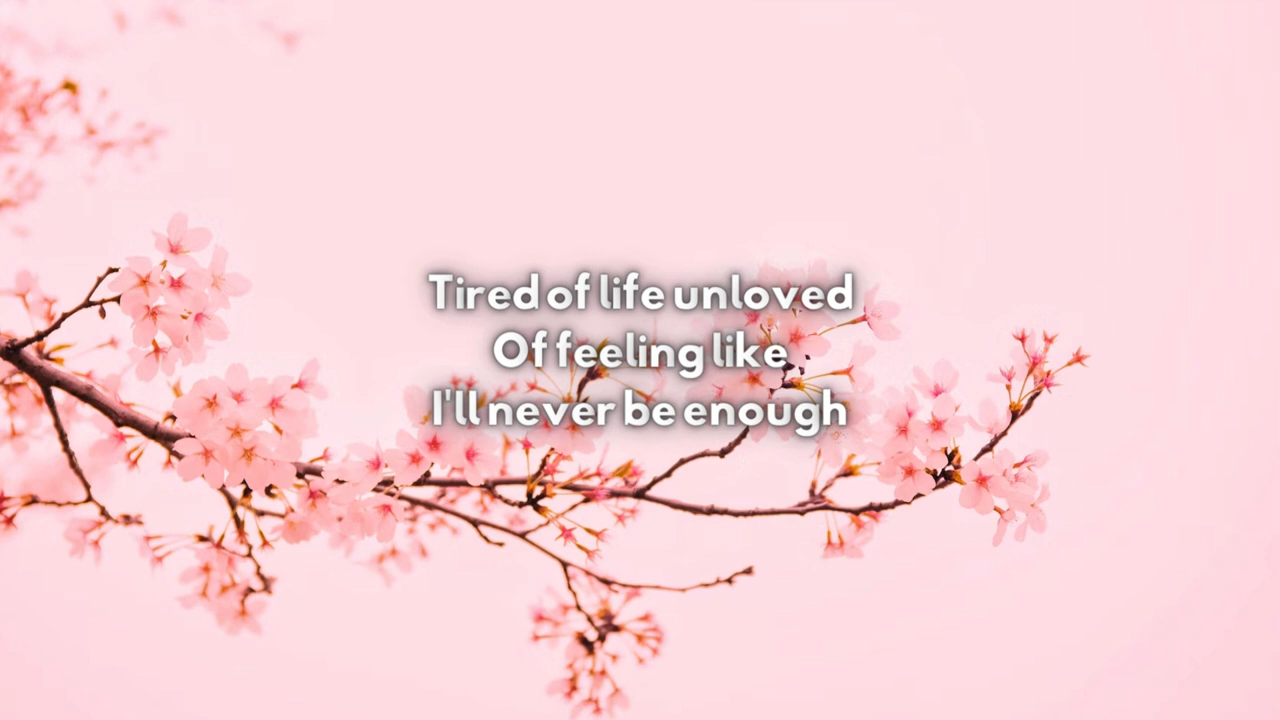 Tired of life unloved
Of feeling like
I'll never be enough